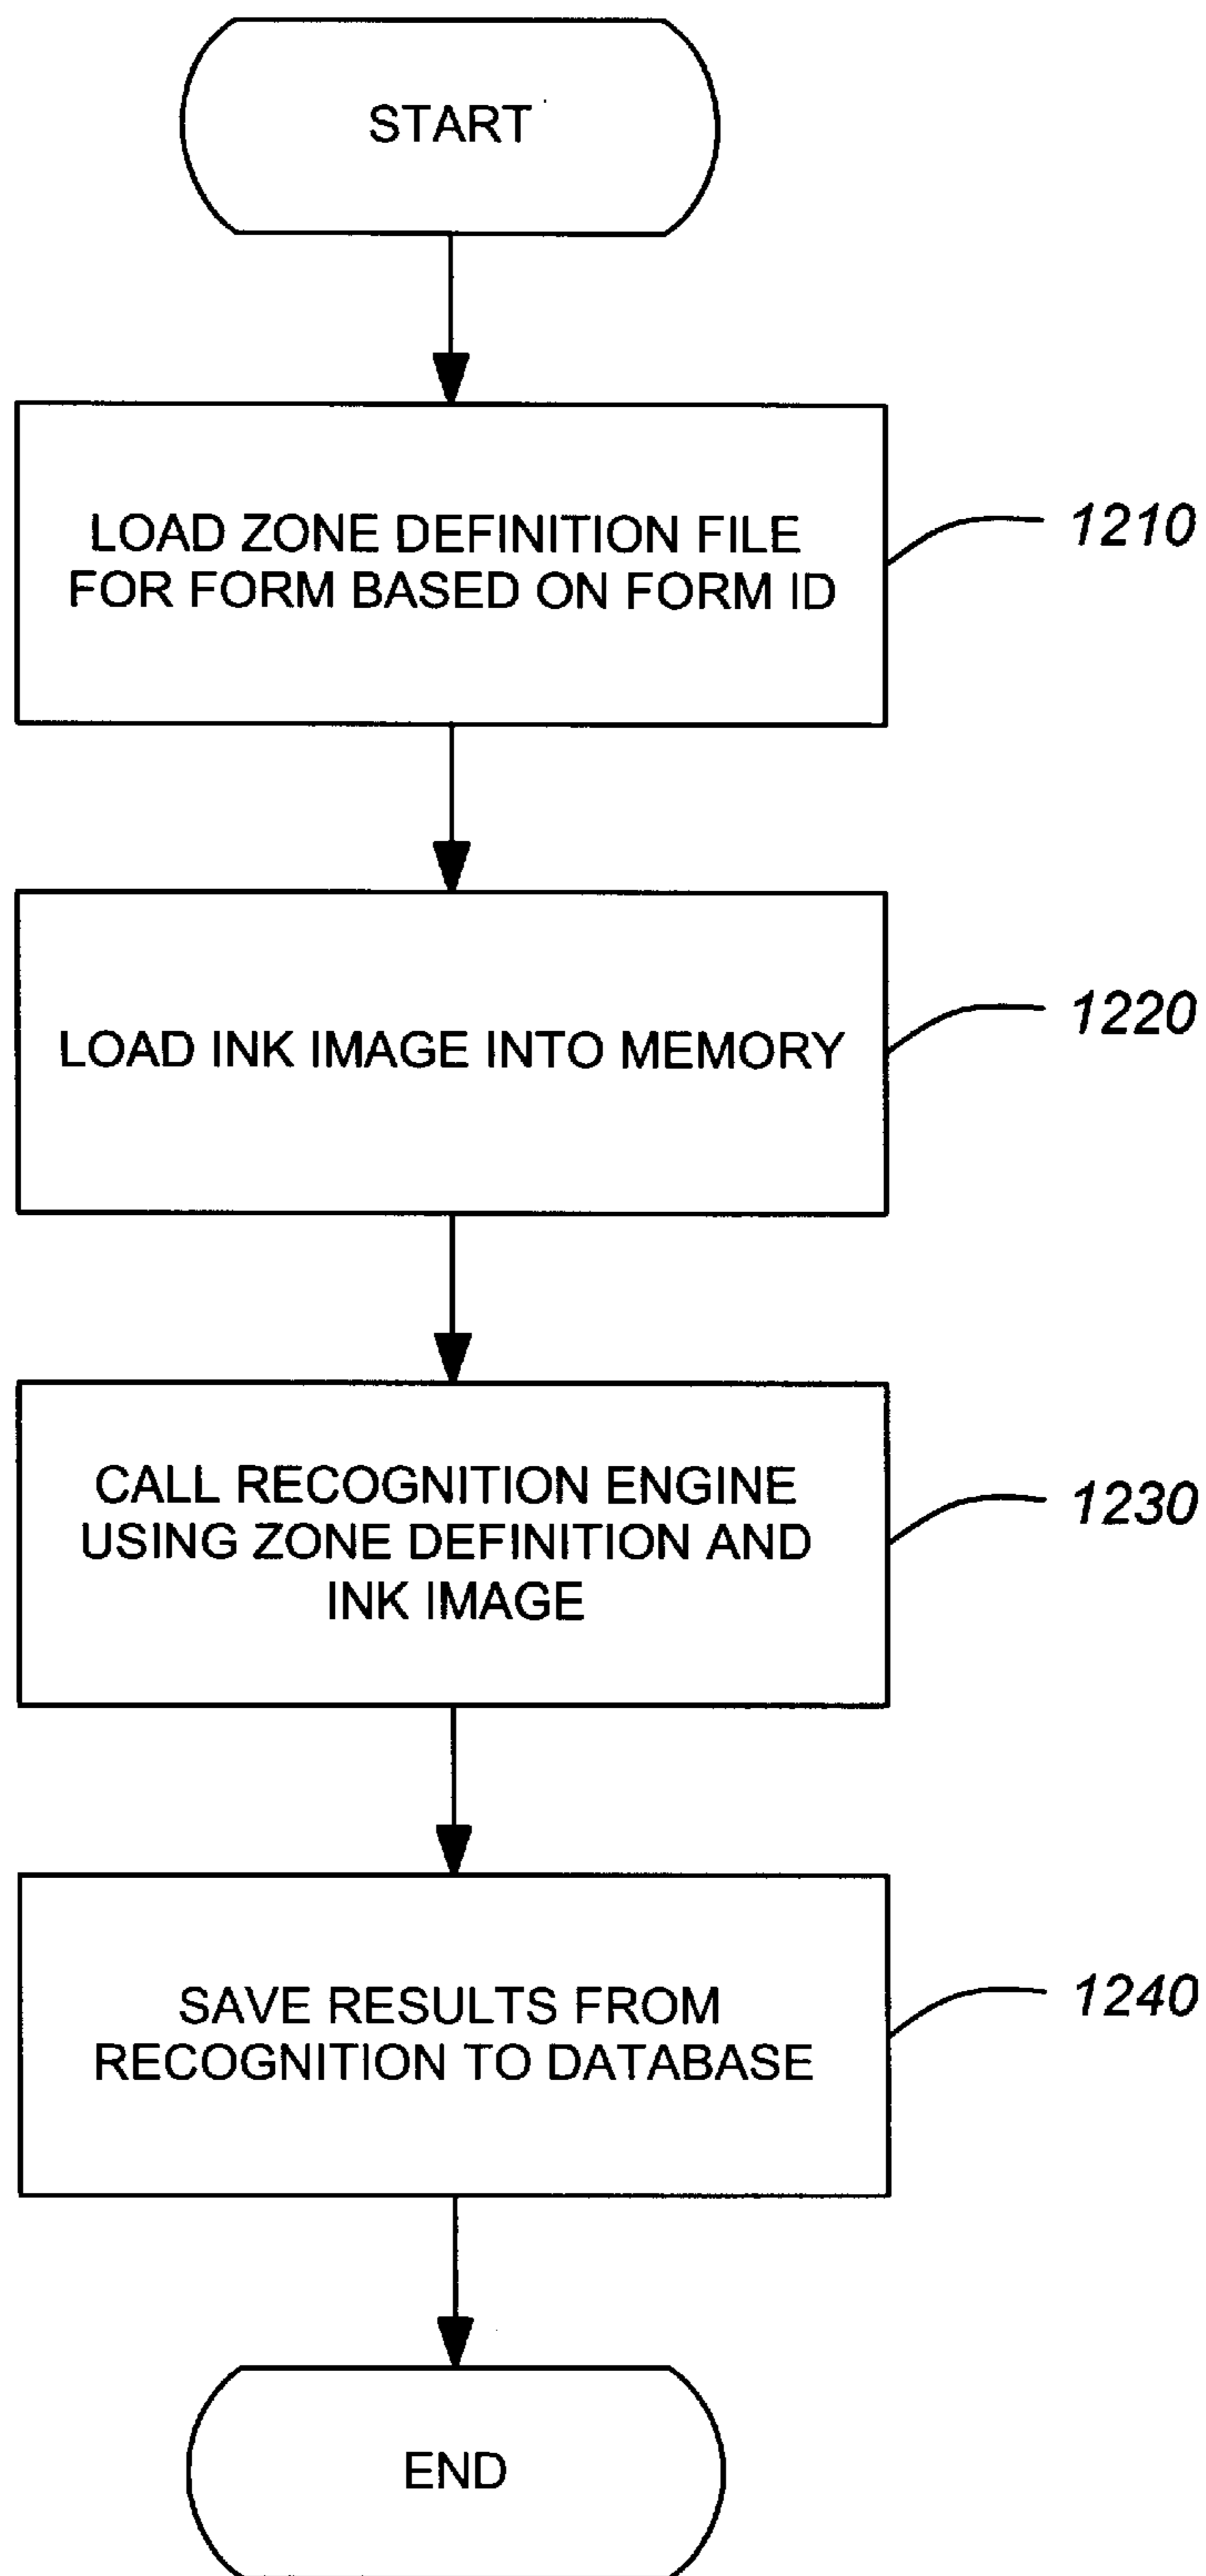 START
LOAD ZONE DEFINITION FILE
FOR FORM BASED ON FORM ID
1210
LOAD INK IMAGE INTO MEMORY
1220
CALL RECOGNITION ENGINE
USING ZONE DEFINITION AND
INK IMAGE
1230
SAVE RESULTS FROM
RECOGNITION TO DATABASE
1240
END